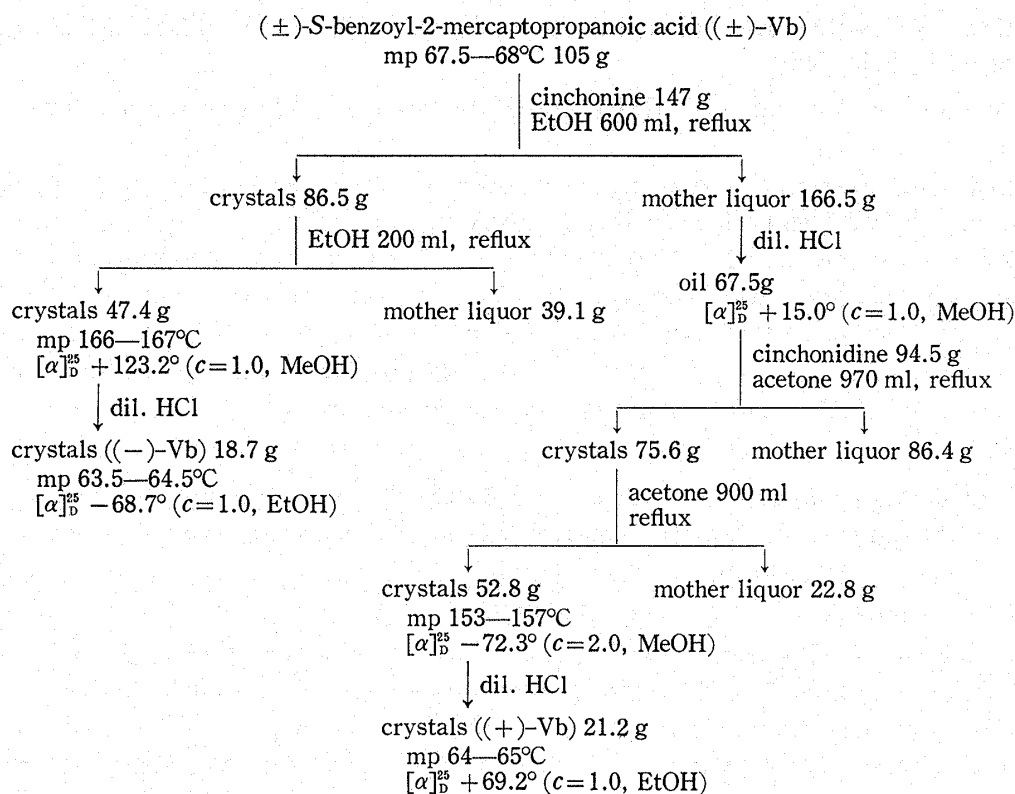 (±)-S-benzoyl-2-mercaptopropanoic acid ((±)-Vb)
mp 67.5—68°C 105 g
cinchonine 147 g
EtOH 600 ml, reflux
crystals 86.5 g
mother liquor 166.5 g
EtOH 200 ml, reflux
dil. HCl
crystals 47.4 g
mp 166—167°C
[α]²⁵_D +123.2° (c=1.0, MeOH)
mother liquor 39.1 g
oil 67.5g
[α]²⁵_D +15.0° (c=1.0, MeOH)
dil. HCl
cinchonidine 94.5 g
acetone 970 ml, reflux
crystals ((−)-Vb) 18.7 g
mp 63.5—64.5°C
[α]²⁵_D −68.7° (c=1.0, EtOH)
crystals 75.6 g
mother liquor 86.4 g
acetone 900 ml
reflux
crystals 52.8 g
mp 153—157°C
[α]²⁵_D −72.3° (c=2.0, MeOH)
mother liquor 22.8 g
dil. HCl
crystals ((+)-Vb) 21.2 g
mp 64—65°C
[α]²⁵_D +69.2° (c=1.0, EtOH)